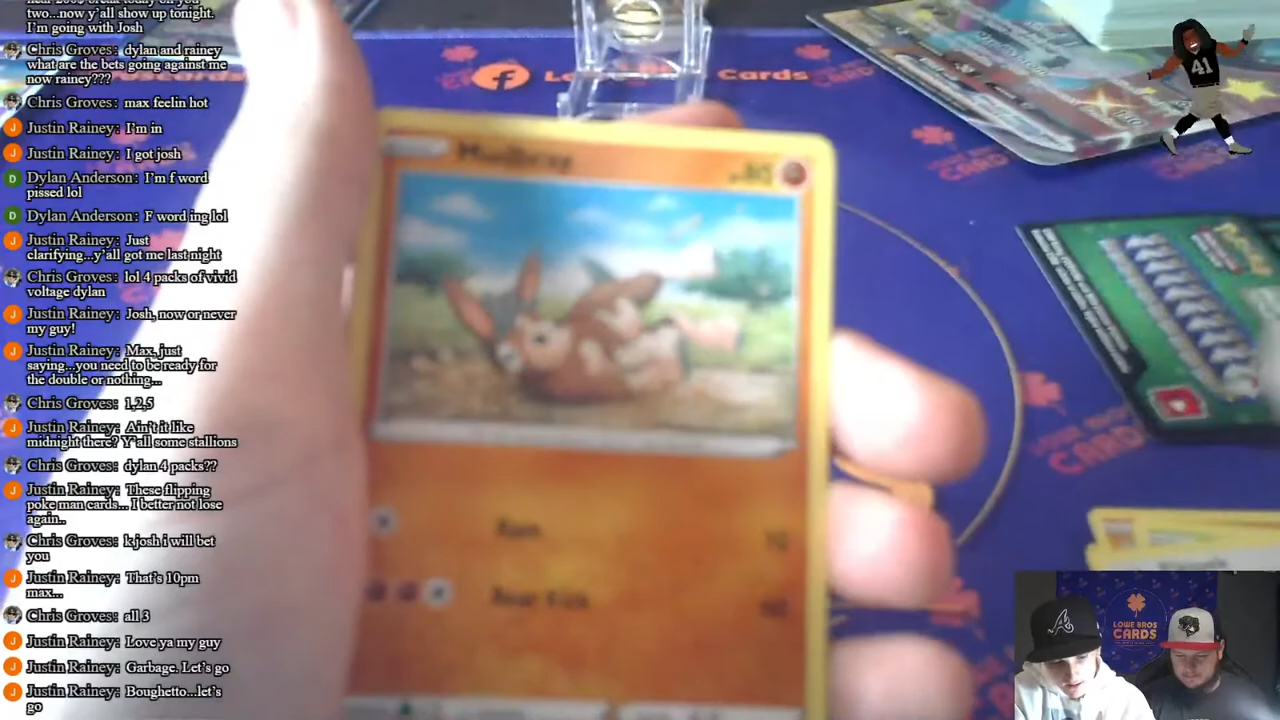 two...now y'all show up tonight.
I'm going with Josh
Chris Groves: dylan and rainey
what are the bets going against me
now rainey???
Chris Groves: max feelin hot
Justin Rainey: I'm in
Justin Rainey: I got josh
Dylan Anderson: I'm f word
pissed lol
Dylan Anderson: F word ing lol
Justin Rainey: Just
clarifying...y'all got me last night
Chris Groves: lol 4 packs of vivid
voltage dylan
Justin Rainey: Josh, now or never
my guy!
Justin Rainey: Max, just
saying...you need to be ready for
the double or nothing...
Chris Groves: 1,2,5
Justin Rainey: Ain't it like
midnight there? Y'all some stallions
Chris Groves: dylan 4 packs??
Justin Rainey: These flipping
poke man cards... I better not lose
again..
Chris Groves: k josh i will bet
you
Justin Rainey: That's 10pm
max...
Chris Groves: all 3
Justin Rainey: Love ya my guy
Justin Rainey: Garbage. Let's go
Justin Rainey: Boughetto...let's
go
Cards
Mudbray
80
Rear Kick
41
LOWE BROS
CARDS
LOWE BROS
CARDS